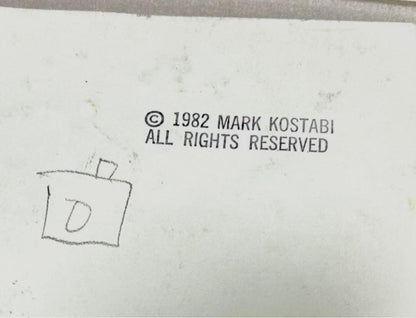 © 1982 MARK KOSTABI
ALL RIGHTS RESERVED
D